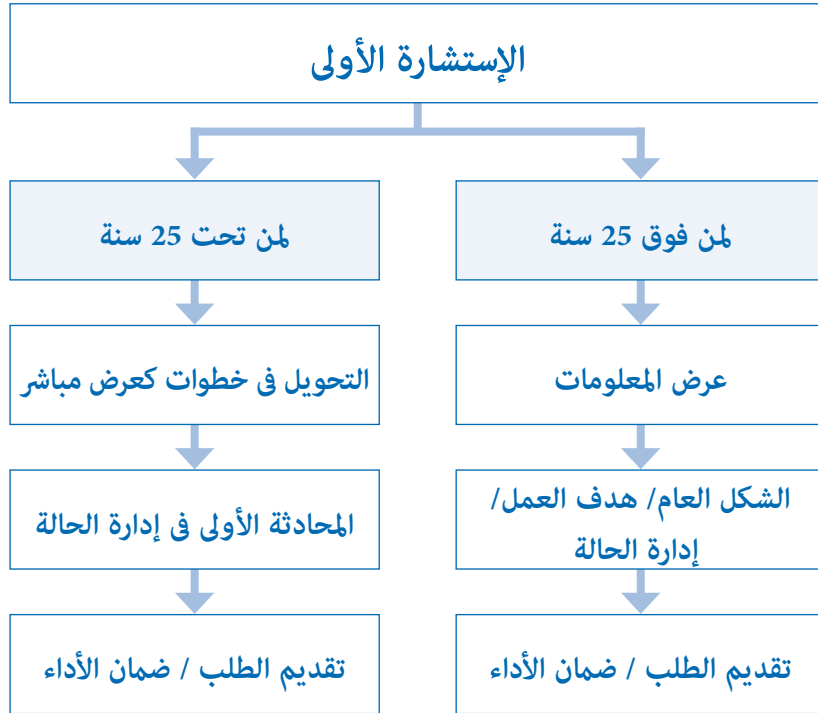 الإستشارة الأولى
لمن فوق 25 سنة
لمن تحت 25 سنة
عرض المعلومات
التحويل فى خطوات كعرض مباشر
الشكل العام/ هدف العمل/
إدارة الحالة
المحادثة الأولى فى إدارة الحالة
تقديم الطلب / ضمان الأداء
تقديم الطلب / ضمان الأداء